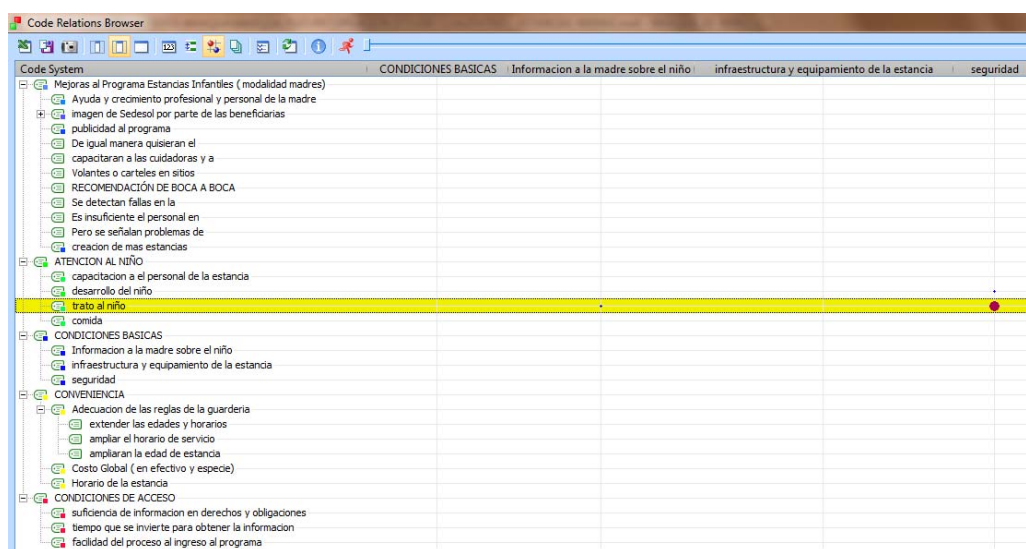 Code Relations Browser
123
Code System CONDICIONES BASICAS Informacion a la madre sobre el niño infraestructura y equipamiento de la estancia seguridad
Mejoras al Programa Estancias Infantiles ( modalidad madres)
Ayuda y crecimiento profesional y personal de la madre
imagen de Sedesol por parte de las beneficiarias
publicidad al programa
De igual manera quisieran el
capacitaran a las cuidadoras y a
Volantes o carteles en sitios
RECOMENDACIÓN DE BOCA A BOCA
Se detectan fallas en la
Es insuficiente el personal en
Pero se señalan problemas de
creacion de mas estancias
ATENCION AL NIÑO
capacitacion a el personal de la estancia
desarrollo del niño
trato al niño
comida
CONDICIONES BASICAS
Informacion a la madre sobre el niño
infraestructura y equipamiento de la estancia
seguridad
CONVENIENCIA
Adecuacion de las reglas de la guarderia
extender las edades y horarios
ampliar el horario de servicio
ampliaran la edad de estancia
Costo Global ( en efectivo y especie)
Horario de la estancia
CONDICIONES DE ACCESO
suficiencia de informacion en derechos y obligaciones
tiempo que se invierte para obtener la informacion
facilidad del proceso al ingreso al programa